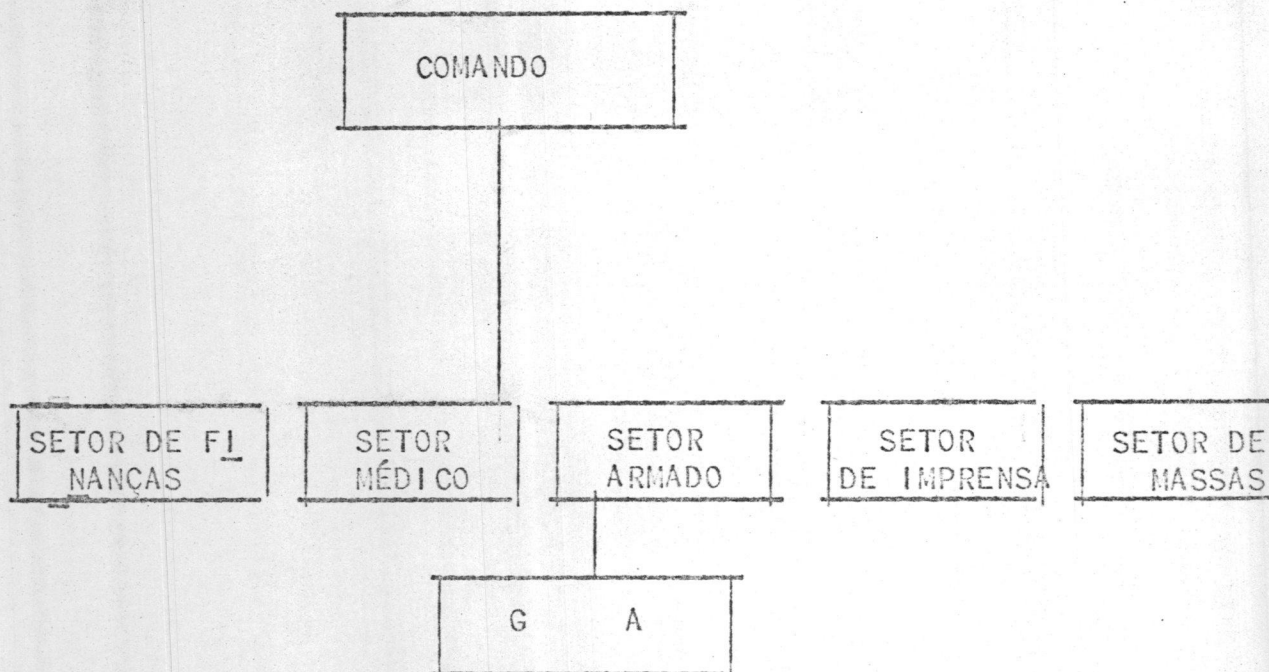 COMANDO
SETOR DE FI
NANÇAS
SETOR
MÉDICO
SETOR
ARMADO
SETOR
DE IMPRENSA
SETOR DE
MASSAS
G A